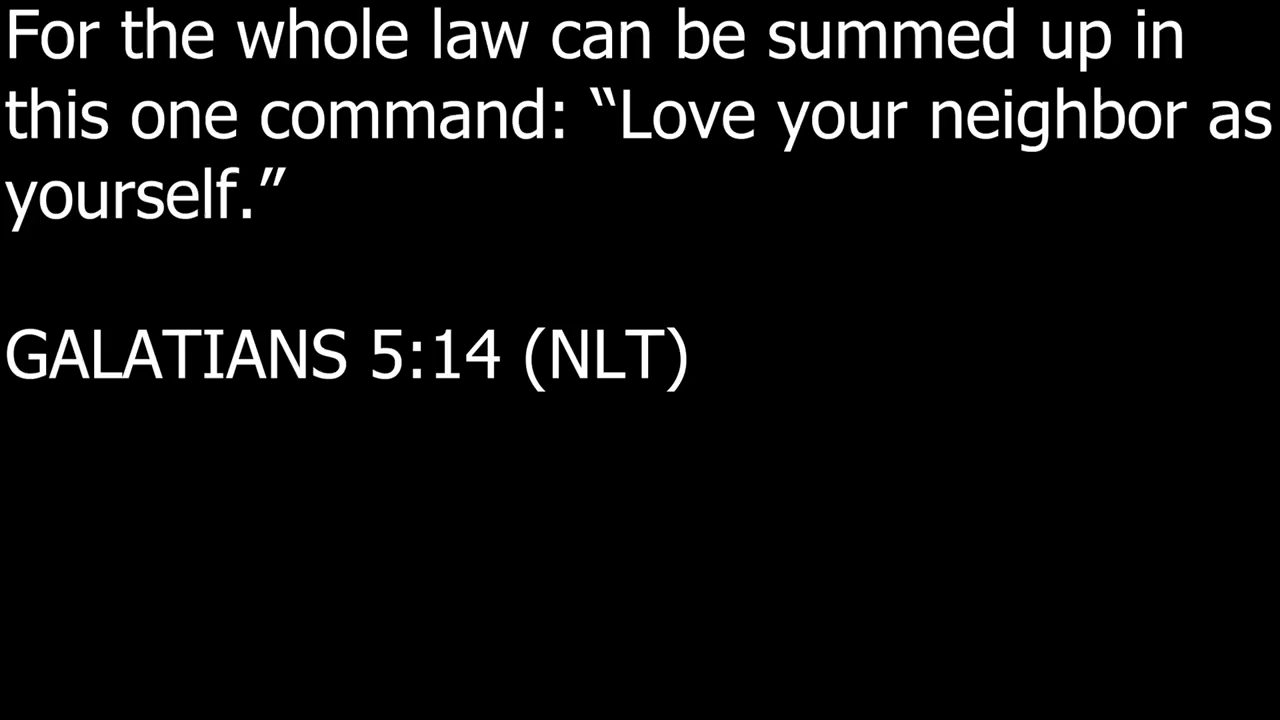 For the whole law can be summed up in
this one command: “Love your neighbor as
yourself.”
GALATIANS 5:14 (NLT)